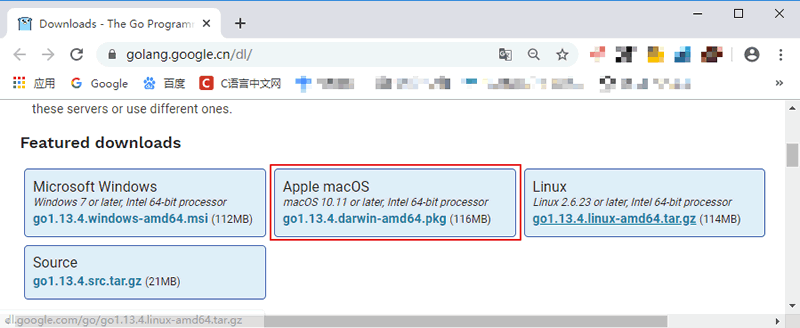 Downloads - The Go Programm
golang.google.cn/dl/
应用 Google 百度 C语言中文网
these servers or use different ones.
Featured downloads
Microsoft Windows
Windows 7 or later, Intel 64-bit processor
go1.13.4.windows-amd64.msi (112MB)
Apple macOS
macOS 10.11 or later, Intel 64-bit processor
go1.13.4.darwin-amd64.pkg (116MB)
Linux
Linux 2.6.23 or later, Intel 64-bit processor
go1.13.4.linux-amd64.tar.gz (114MB)
Source
go1.13.4.src.tar.gz (21MB)
dl.google.com/go/go1.13.4.linux-amd64.tar.gz